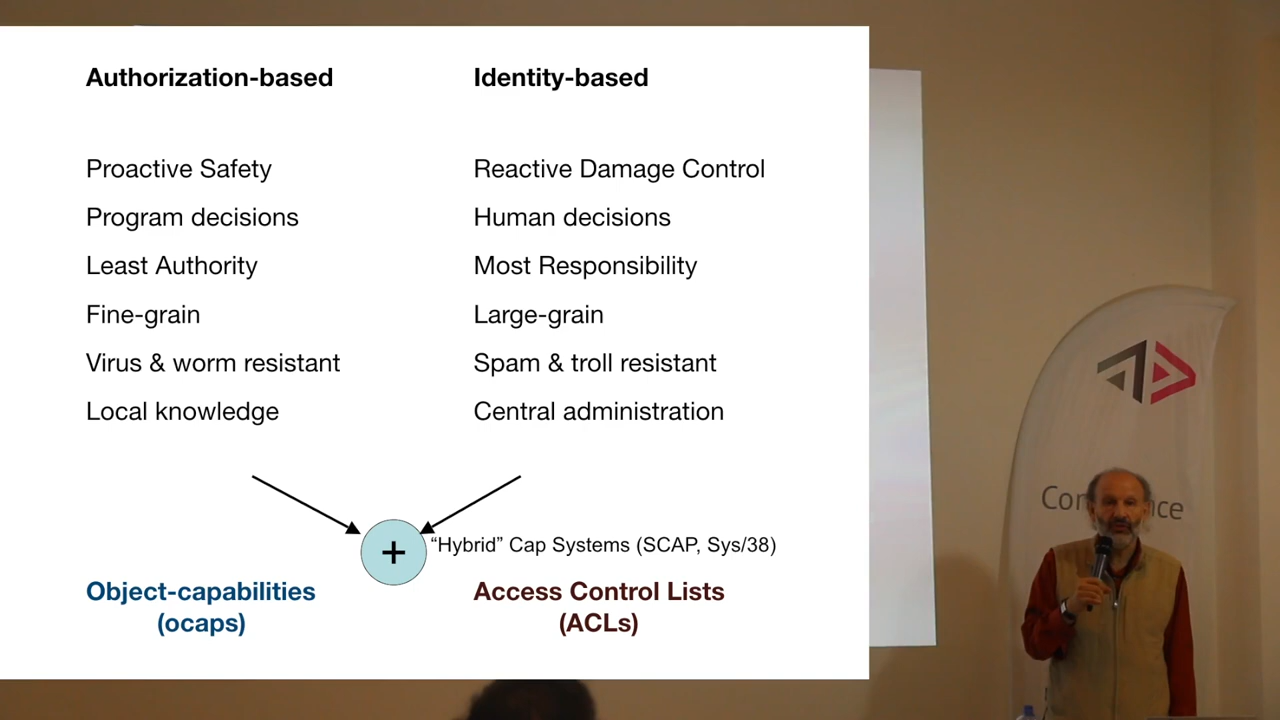 Authorization-based
Identity-based
Proactive Safety
Reactive Damage Control
Program decisions
Human decisions
Least Authority
Most Responsibility
Fine-grain
Large-grain
Virus & worm resistant
Spam & troll resistant
Local knowledge
Central administration
+
“Hybrid” Cap Systems (SCAP, Sys/38)
Object-capabilities
(ocaps)
Access Control Lists
(ACLs)